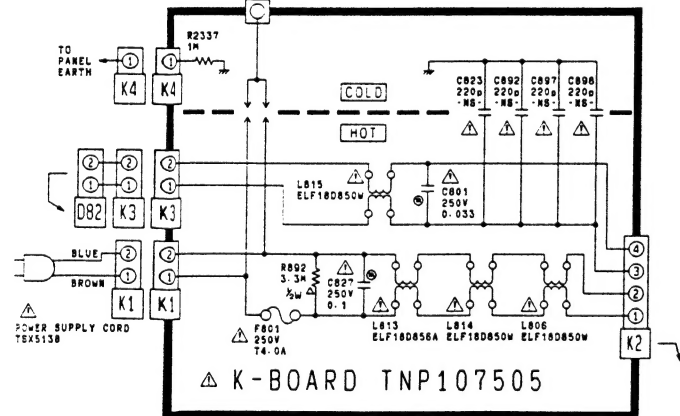 R2337
1M
TO
PANEL
EARTH
1
1
K4
K4
COLD
HOT
C823
220p
-NS-
C892
220p
-NS-
C897
220p
-NS-
C898
220p
-NS-
2
2
2
1
1
1
D82
K3
K3
L815
ELF18D850W
C801
250V
0.033
BLUE
BROWN
2
2
1
1
K1
K1
POWER SUPPLY CORD
TSX5138
R892
3.3M
½W
C827
250V
0.1
F801
250V
T4.0A
L813
ELF18D856A
L814
ELF18D850W
L806
ELF18D850W
4
3
2
1
K2
K-BOARD TNP107505